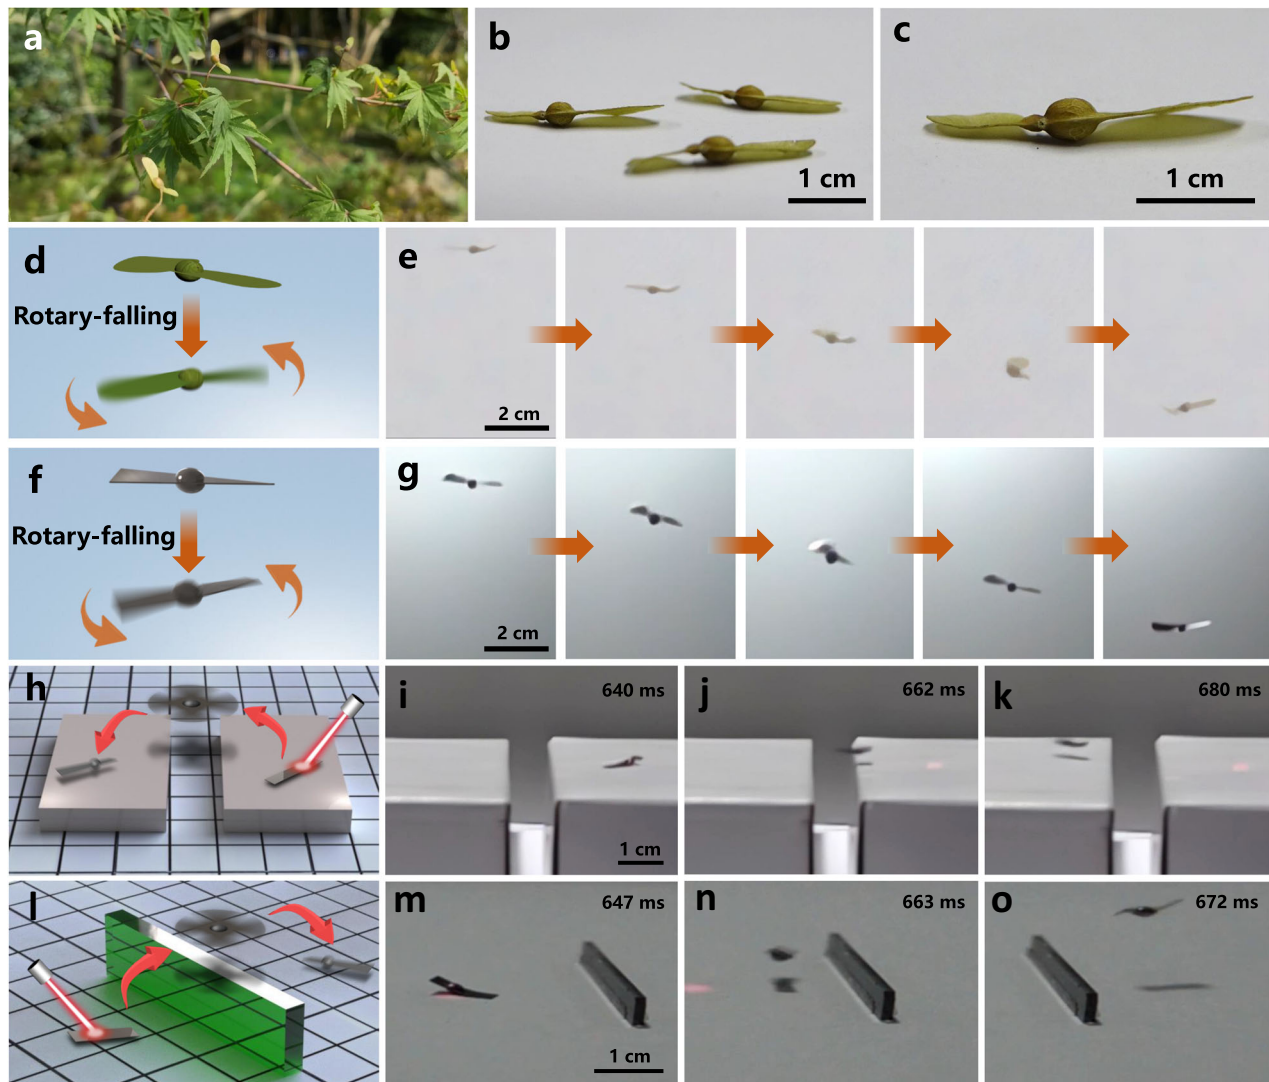 a
b
1 cm
c
1 cm
d
Rotary-falling
e
2 cm
f
Rotary-falling
g
2 cm
h
i
640 ms
1 cm
j
662 ms
k
680 ms
l
m
647 ms
1 cm
n
663 ms
o
672 ms